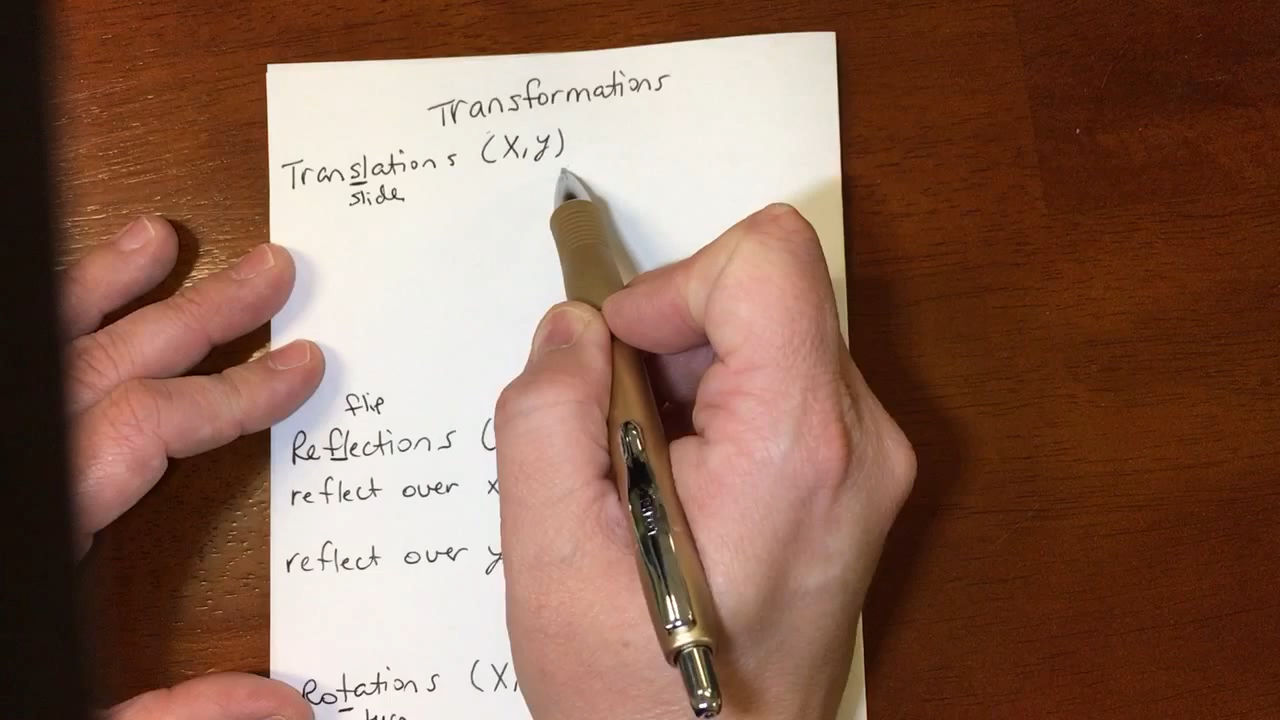 Transformations
Translations (X,y)
slide
flip
Reflections (
reflect over x
reflect over y
Rotations (X,